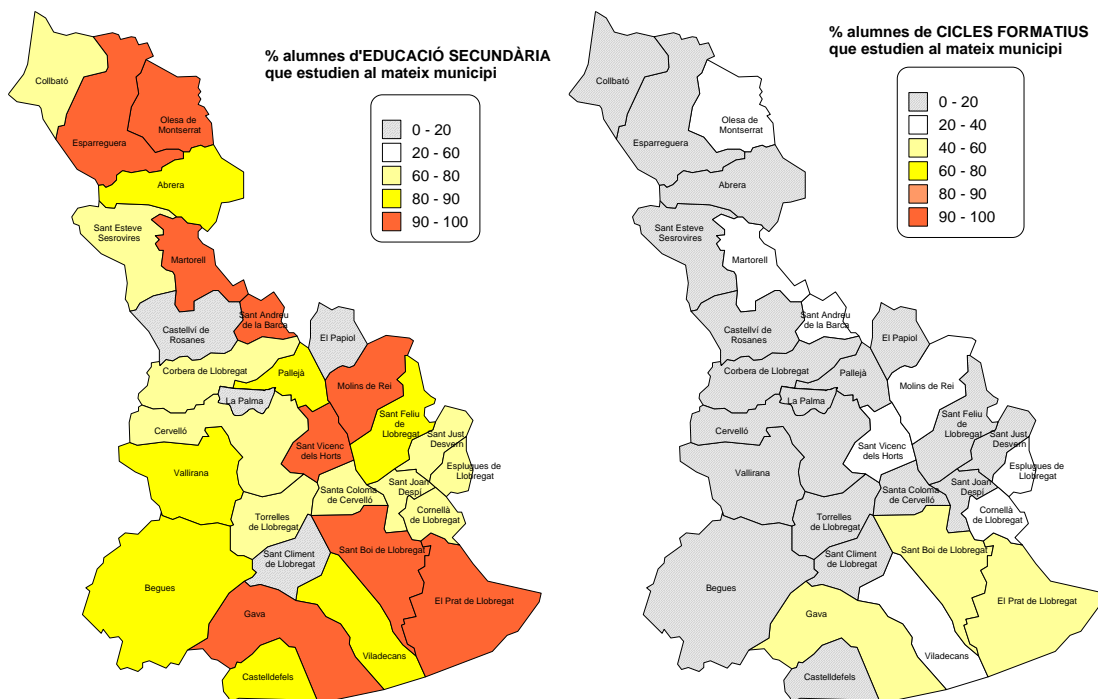 % alumnes d'EDUCACIÓ SECUNDÀRIA
que estudien al mateix municipi
0 - 20
20 - 60
60 - 80
80 - 90
90 - 100
Collbató
Olesa de
Montserrat
Esparreguera
Abrera
Sant Esteve
Sesrovires
Martorell
Castellví de
Rosanes
Sant Andreu
de la Barca
El Papiol
Corbera de Llobregat
Pallejà
Molins de Rei
La Palma
Sant Feliu
de
Llobregat
Cervelló
Sant Vicenc
dels Horts
Sant Just
Desvern
Vallirana
Esplugues de
Llobregat
Santa Coloma
de Cervelló
Sant Joan
Despí
Cornellà
de Llobregat
Torrelles
de Llobregat
Sant Climent
de Llobregat
Sant Boi de Llobregat
Begues
El Prat de Llobregat
Gava
Viladecans
Castelldefels
% alumnes de CICLES FORMATIUS
que estudien al mateix municipi
0 - 20
20 - 40
40 - 60
60 - 80
80 - 90
90 - 100
Collbató
Olesa de
Montserrat
Esparreguera
Abrera
Sant Esteve
Sesrovires
Martorell
Castellví de
Rosanes
Sant Andreu
de la Barca
El Papiol
Corbera de Llobregat
Pallejà
Molins de Rei
La Palma
Sant Feliu
de
Llobregat
Cervelló
Sant Vicenc
dels Horts
Sant Just
Desvern
Vallirana
Esplugues de
Llobregat
Santa Coloma
de Cervelló
Sant Joan
Despí
Cornellà
de Llobregat
Torrelles
de Llobregat
Sant Climent
de Llobregat
Sant Boi de Llobregat
Begues
El Prat de Llobregat
Gava
Viladecans
Castelldefels